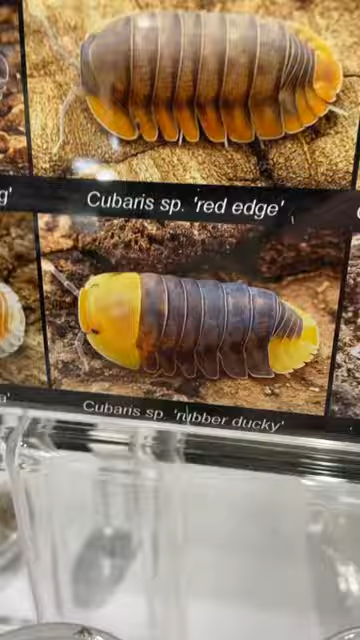 g'
Cubaris sp. 'red edge'
a'
Cubaris sp. 'rubber ducky'